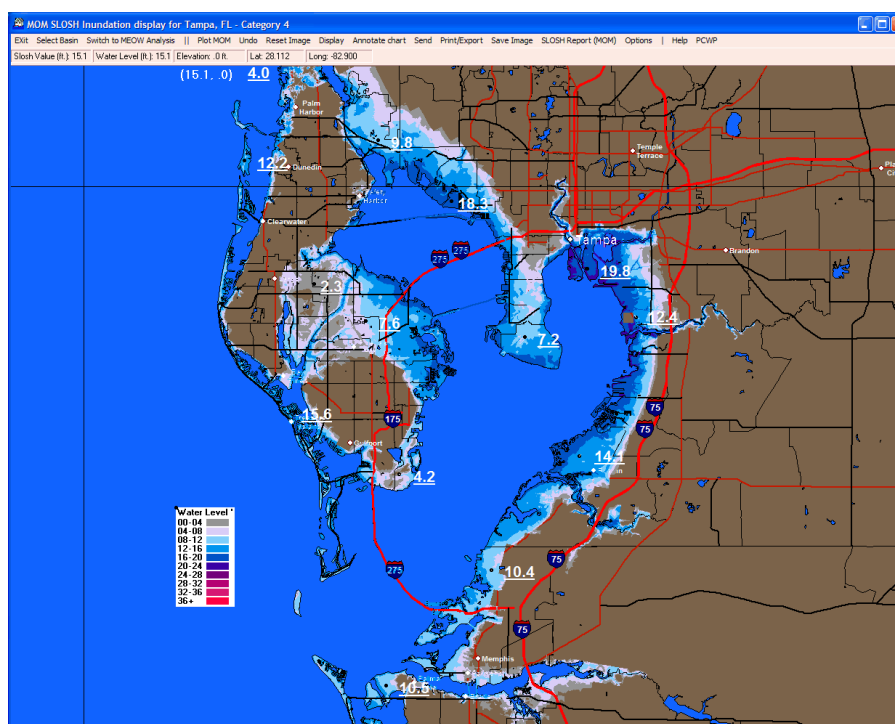 MOM SLOSH Inundation display for Tampa, FL - Category 4
EXit Select Basin Switch to MEOW Analysis || Plot MOM Undo Reset Image Display Annotate chart Send Print/Export Save Image SLOSH Report (MOM) Options | Help PCWP
Slosh Value (ft.): 15.1 Water Level (ft.): 15.1 Elevation: .0 ft. Lat: 28.112 Long: -82.900
(15.1, .0) 4.0
Palm
Harbor
9.8
Temple
Terrace
12.2
Dunedin
18.3
Clearwater
Tampa
275
275
Brandon
19.8
2.3
7.6
12.4
7.2
75
15.6
175
75
Gulfport
14.1
4.2
Water Level '
00-04
04-08
08-12
12-16
16-20
20-24
24-28
28-32
32-36
36+
75
275
10.4
75
Memphis
10.5